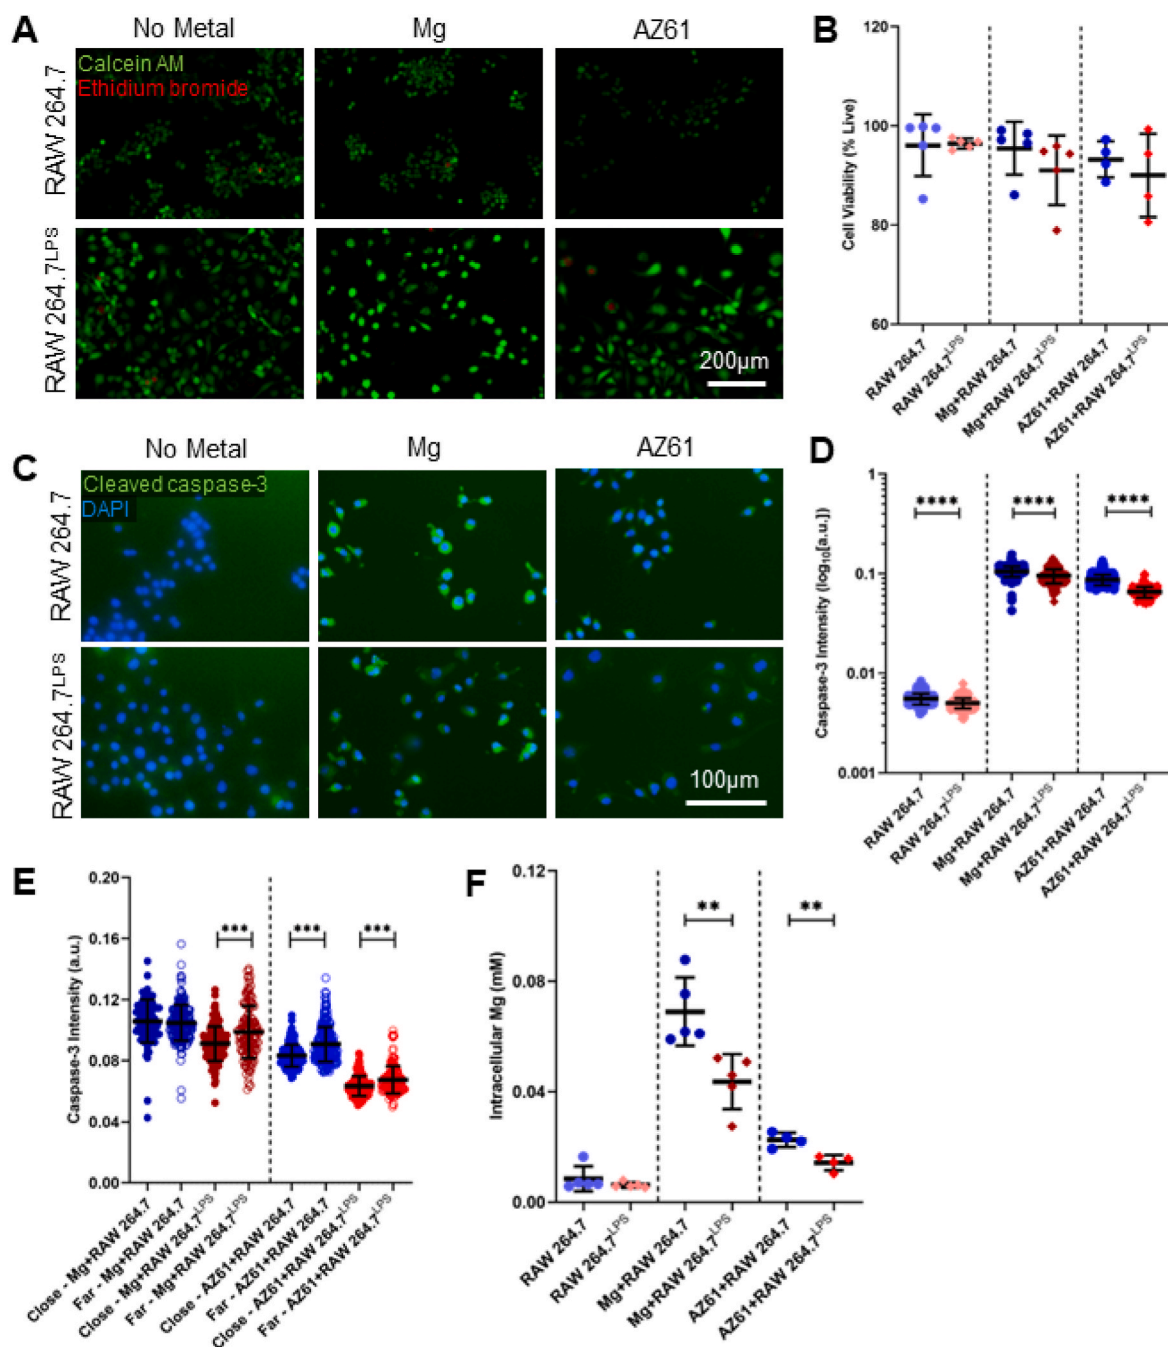 A
No Metal
Mg
AZ61
RAW 264.7
Calcein AM
Ethidium bromide
RAW 264.7LPS
200µm
B
Cell Viability (% Live)
120
100
80
60
RAW 264.7
RAW 264.7LPS
Mg+RAW 264.7
Mg+RAW 264.7LPS
AZ61+RAW 264.7
AZ61+RAW 264.7LPS
C
No Metal
Mg
AZ61
RAW 264.7
Cleaved caspase-3
DAPI
RAW 264.7LPS
100µm
D
Caspase-3 Intensity (log10[a.u.])
1
0.1
0.01
0.001
**** **** ****
RAW 264.7
RAW 264.7LPS
Mg+RAW 264.7
Mg+RAW 264.7LPS
AZ61+RAW 264.7
AZ61+RAW 264.7LPS
E
Caspase-3 Intensity (a.u.)
0.20
0.16
0.12
0.08
0.04
0.00
*** *** ***
Close - Mg+RAW 264.7
Far - Mg+RAW 264.7
Close - Mg+RAW 264.7LPS
Far - Mg+RAW 264.7LPS
Close - AZ61+RAW 264.7
Far - AZ61+RAW 264.7
Close - AZ61+RAW 264.7LPS
Far - AZ61+RAW 264.7LPS
F
Intracellular Mg (mM)
0.12
0.08
0.04
0.00
** **
RAW 264.7
RAW 264.7LPS
Mg+RAW 264.7
Mg+RAW 264.7LPS
AZ61+RAW 264.7
AZ61+RAW 264.7LPS